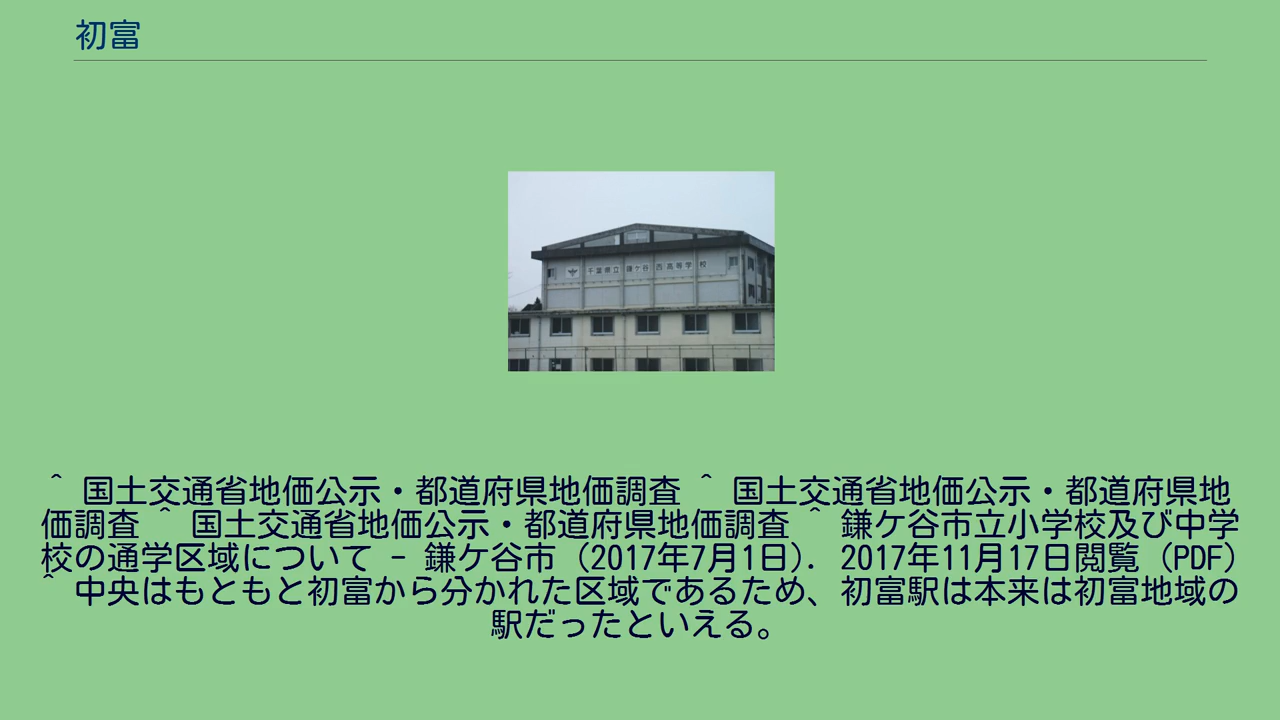 初富
千葉県立 鎌ケ谷 西高等学校
^ 国土交通省地価公示・都道府県地価調査 ^ 国土交通省地価公示・都道府県地
価調査 ^ 国土交通省地価公示・都道府県地価調査 ^ 鎌ケ谷市立小学校及び中学
校の通学区域について - 鎌ケ谷市 (2017年7月1日). 2017年11月17日閲覧 (PDF)
^ 中央はもともと初富から分かれた区域であるため、初富駅は本来は初富地域の
駅だったといえる。